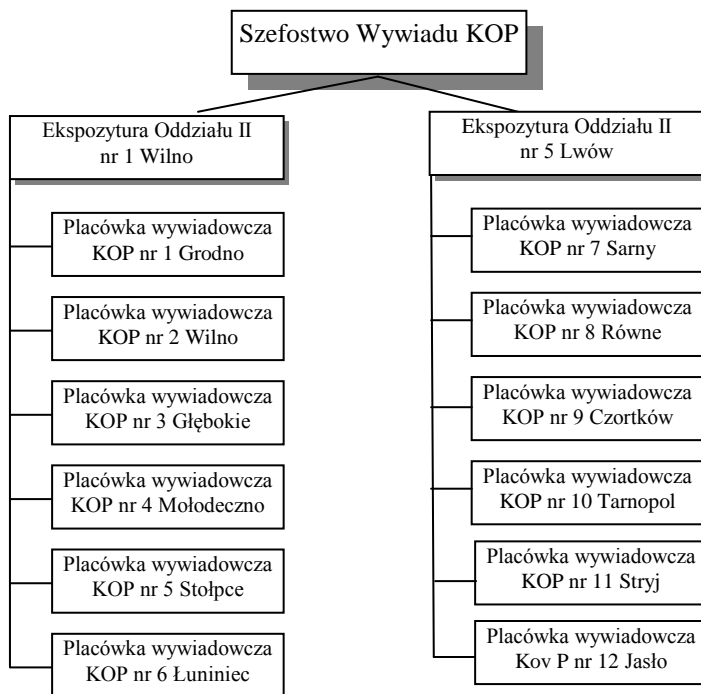 Szefostwo Wywiadu KOP
Ekspozytura Oddziału II
nr 1 Wilno
Placówka wywiadowcza
KOP nr 1 Grodno
Placówka wywiadowcza
KOP nr 2 Wilno
Placówka wywiadowcza
KOP nr 3 Głębokie
Placówka wywiadowcza
KOP nr 4 Mołodeczno
Placówka wywiadowcza
KOP nr 5 Stołpce
Placówka wywiadowcza
KOP nr 6 Łuniniec
Ekspozytura Oddziału II
nr 5 Lwów
Placówka wywiadowcza
KOP nr 7 Sarny
Placówka wywiadowcza
KOP nr 8 Równe
Placówka wywiadowcza
KOP nr 9 Czortków
Placówka wywiadowcza
KOP nr 10 Tarnopol
Placówka wywiadowcza
KOP nr 11 Stryj
Placówka wywiadowcza
Kov P nr 12 Jasło